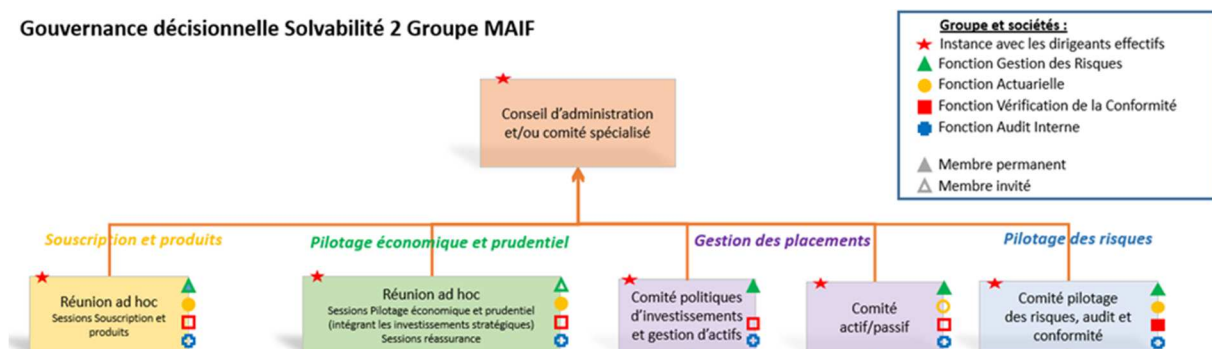 Gouvernance décisionnelle Solvabilité 2 Groupe MAIF
Groupe et sociétés :
Instance avec les dirigeants effectifs
Fonction Gestion des Risques
Fonction Actuarielle
Fonction Vérification de la Conformité
Fonction Audit Interne
Membre permanent
Membre invité
Conseil d'administration
et/ou comité spécialisé
Souscription et produits
Pilotage économique et prudentiel
Gestion des placements
Pilotage des risques
Réunion ad hoc
Sessions Souscription et
produits
Réunion ad hoc
Sessions Pilotage économique et prudentiel
(intégrant les investissements stratégiques)
Sessions réassurance
Comité politiques
d'investissements
et gestion d'actifs
Comité
actif/passif
Comité pilotage
des risques, audit et
conformité